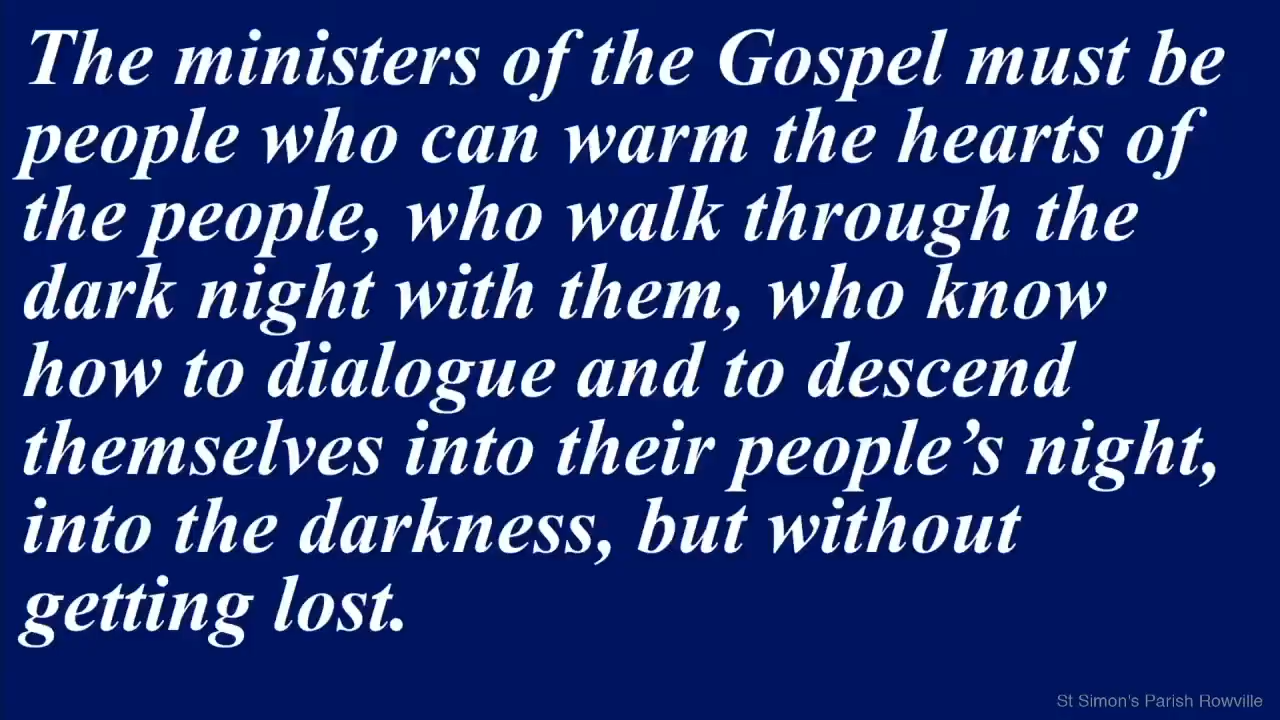 The ministers of the Gospel must be
people who can warm the hearts of
the people, who walk through the
dark night with them, who know
how to dialogue and to descend
themselves into their people’s night,
into the darkness, but without
getting lost.
St Simon's Parish Rowville